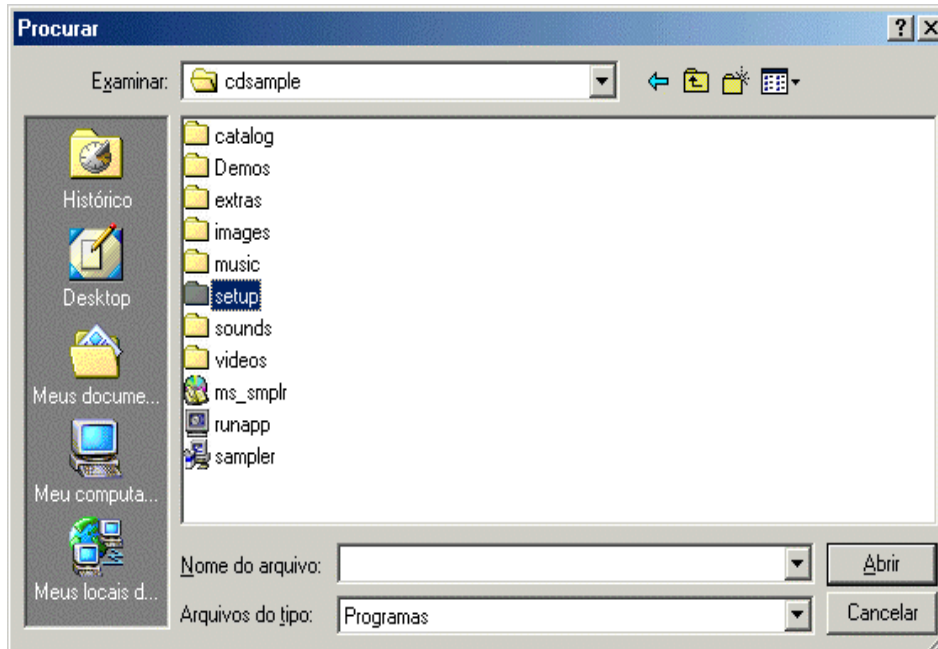 Procurar
Examinar: cdsample
Histórico
Desktop
Meus docume...
Meu computa...
Meus locais d...
catalog
Demos
extras
images
music
setup
sounds
videos
ms_smplr
runapp
sampler
Nome do arquivo:
Abrir
Arquivos do tipo: Programas
Cancelar